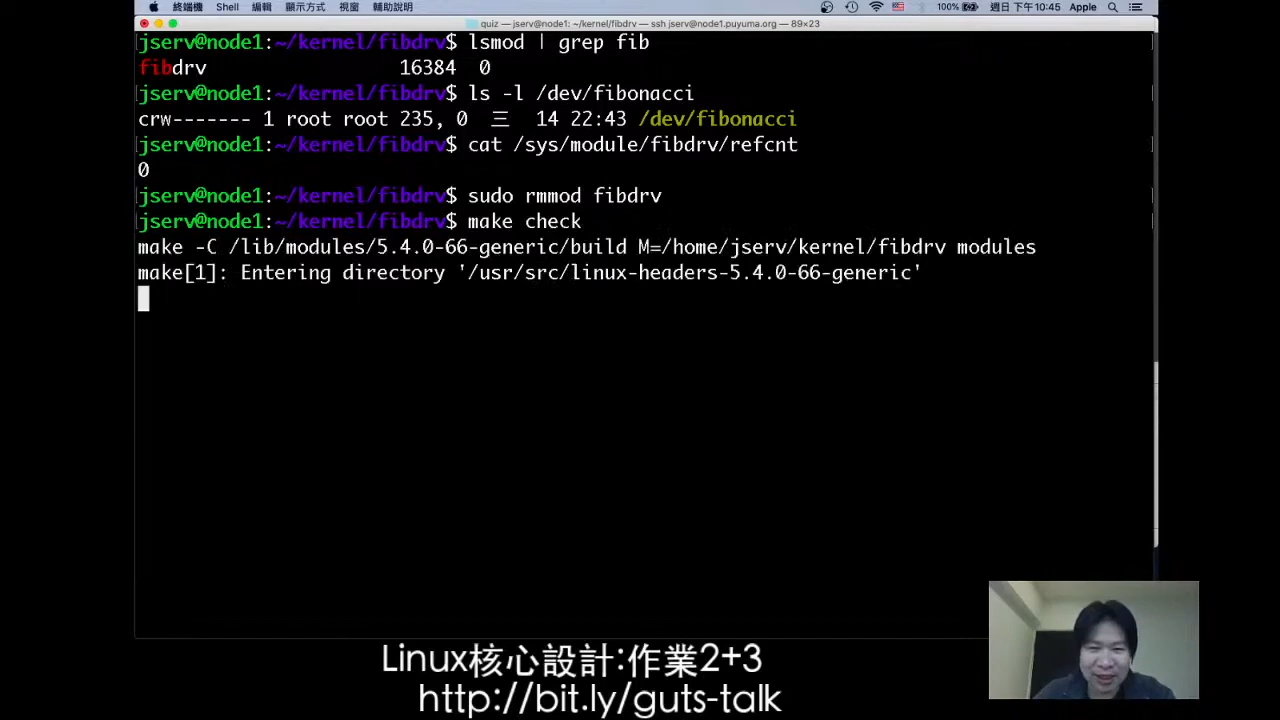 終端機 Shell 編輯 顯示方式 視窗 輔助說明 100% 週日下午10:45 Apple
quiz — jserv@node1: ~/kernel/fibdrv — ssh jserv@node1.puyuma.org — 89×23
jserv@node1:~/kernel/fibdrv$ lsmod | grep fib
fibdrv 16384 0
jserv@node1:~/kernel/fibdrv$ ls -l /dev/fibonacci
crw------- 1 root root 235, 0 三 14 22:43 /dev/fibonacci
jserv@node1:~/kernel/fibdrv$ cat /sys/module/fibdrv/refcnt
0
jserv@node1:~/kernel/fibdrv$ sudo rmmod fibdrv
jserv@node1:~/kernel/fibdrv$ make check
make -C /lib/modules/5.4.0-66-generic/build M=/home/jserv/kernel/fibdrv modules
make[1]: Entering directory '/usr/src/linux-headers-5.4.0-66-generic'
Linux核心設計:作業2+3
http://bit.ly/guts-talk